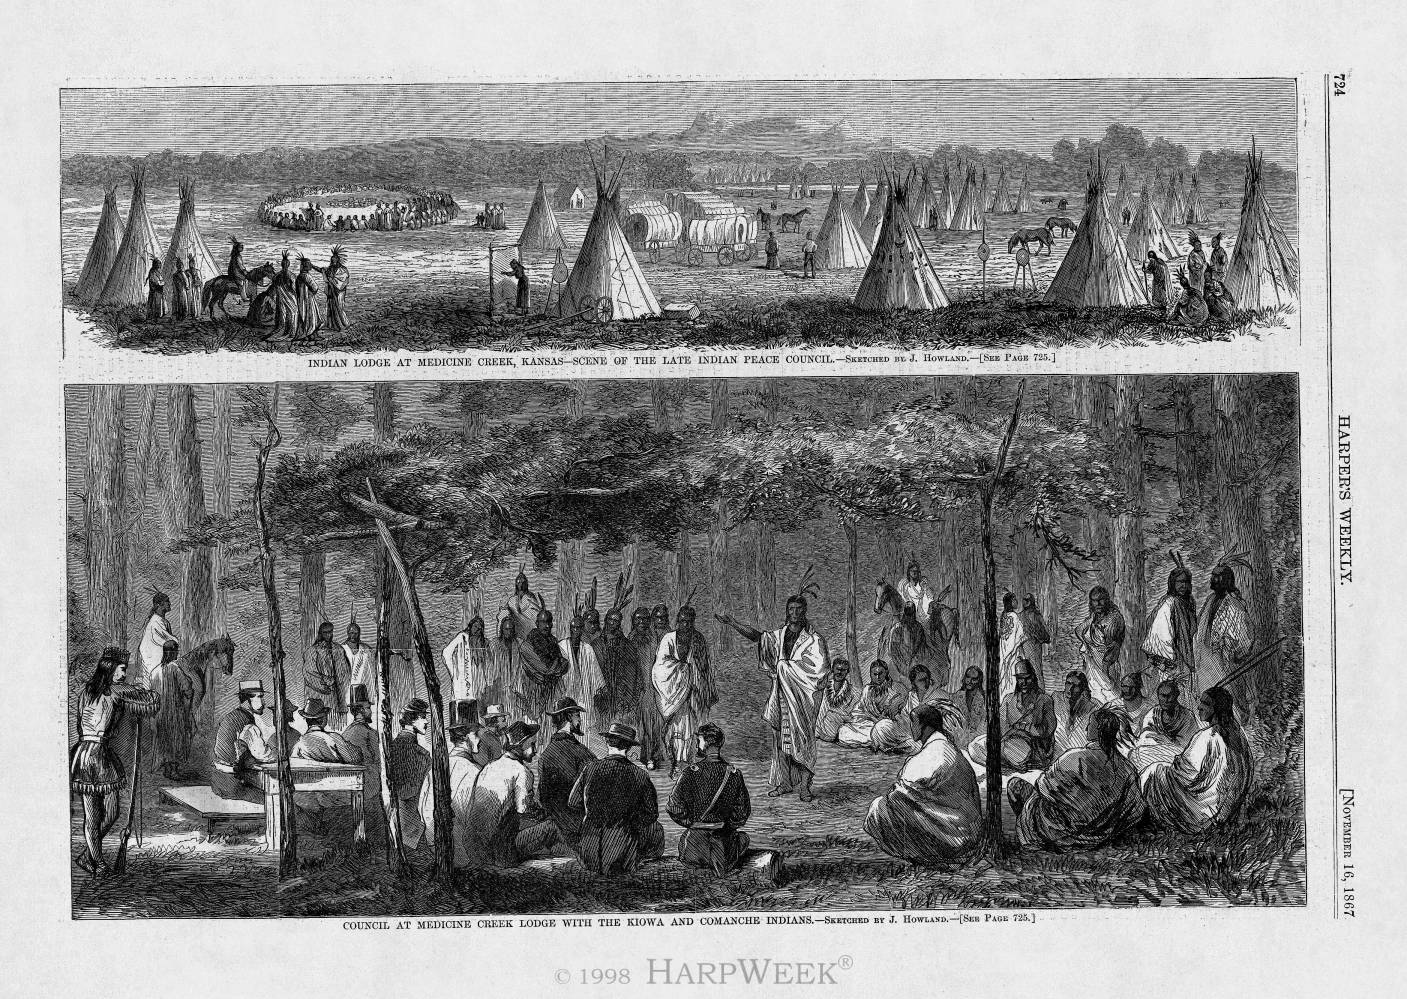 724
HARPER'S WEEKLY.
[November 16, 1867
INDIAN LODGE AT MEDICINE CREEK, KANSAS—SCENE OF THE LATE INDIAN PEACE COUNCIL.—Sketched by J. Howland.—[See Page 725.]
COUNCIL AT MEDICINE CREEK LODGE WITH THE KIOWA AND COMANCHE INDIANS.—Sketched by J. Howland.—[See Page 725.]
© 1998 HARPWEEK®